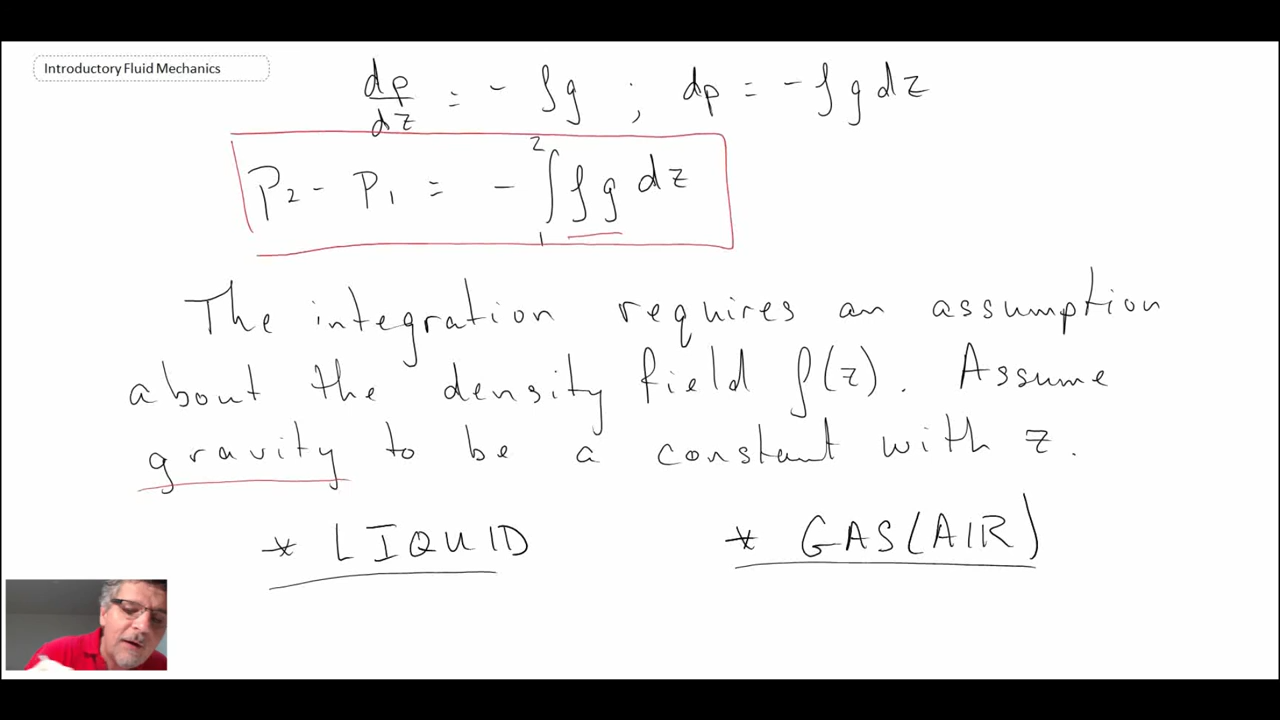 Introductory Fluid Mechanics
dp/dz = - ρg ; dp = - ρg dz
P₂ - P₁ = - ∫₁² ρg dz
The integration requires an assumption
about the density field ρ(z). Assume
gravity to be a constant with z.
* LIQUID * GAS(AIR)